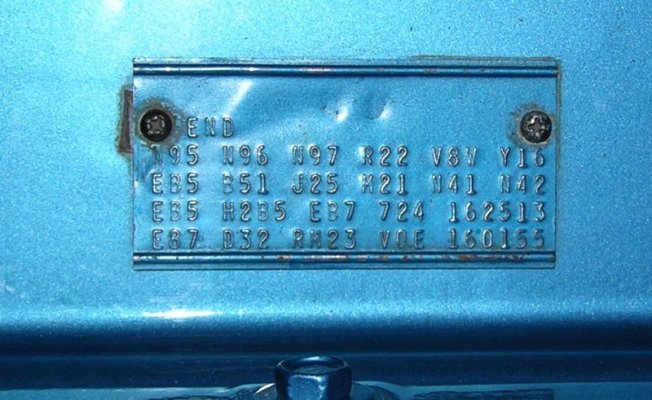 END
N95 N96 N97 R22 V8W Y16
EB5 B51 J25 M21 N41 N42
EB5 H2B5 EB7 724 162513
E87 D32 RM23 V0E 160155